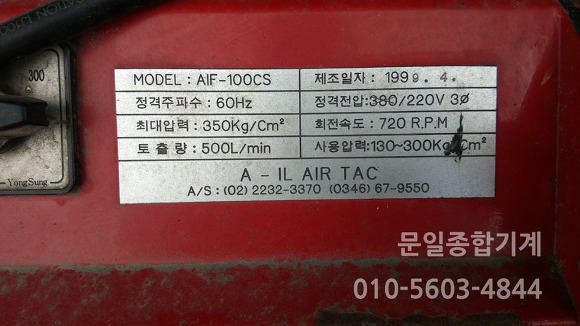 300
YongSung
MODEL : AIF-100CS
제조일자 : 1999. 4.
정격주파수 : 60Hz
정격전압:380/220V 3Ø
최대압력 : 350Kg/Cm²
회전속도 : 720 R.P.M
토 출 량 : 500L/min
사용압력:130~300Kg/Cm²
A - IL AIR TAC
A/S : (02) 2232-3370 (0346) 67-9550
문일종합기계
010-5603-4844